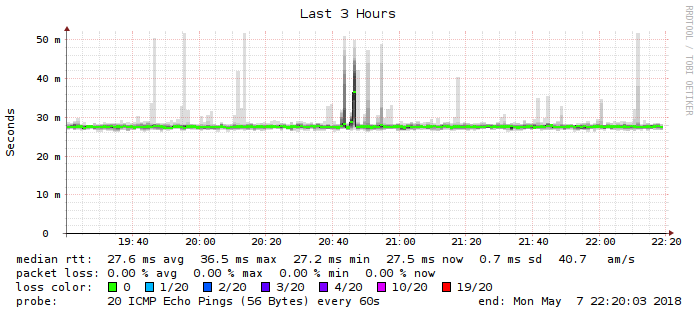 Last 3 Hours
RRDTOOL / TOBI OETIKER
Seconds
50 m
40 m
30 m
20 m
10 m
0
19:40 20:00 20:20 20:40 21:00 21:20 21:40 22:00 22:20
median rtt: 27.6 ms avg 36.5 ms max 27.2 ms min 27.5 ms now 0.7 ms sd 40.7 am/s
packet loss: 0.00 % avg 0.00 % max 0.00 % min 0.00 % now
loss color: 0 1/20 2/20 3/20 4/20 10/20 19/20
probe: 20 ICMP Echo Pings (56 Bytes) every 60s end: Mon May 7 22:20:03 2018